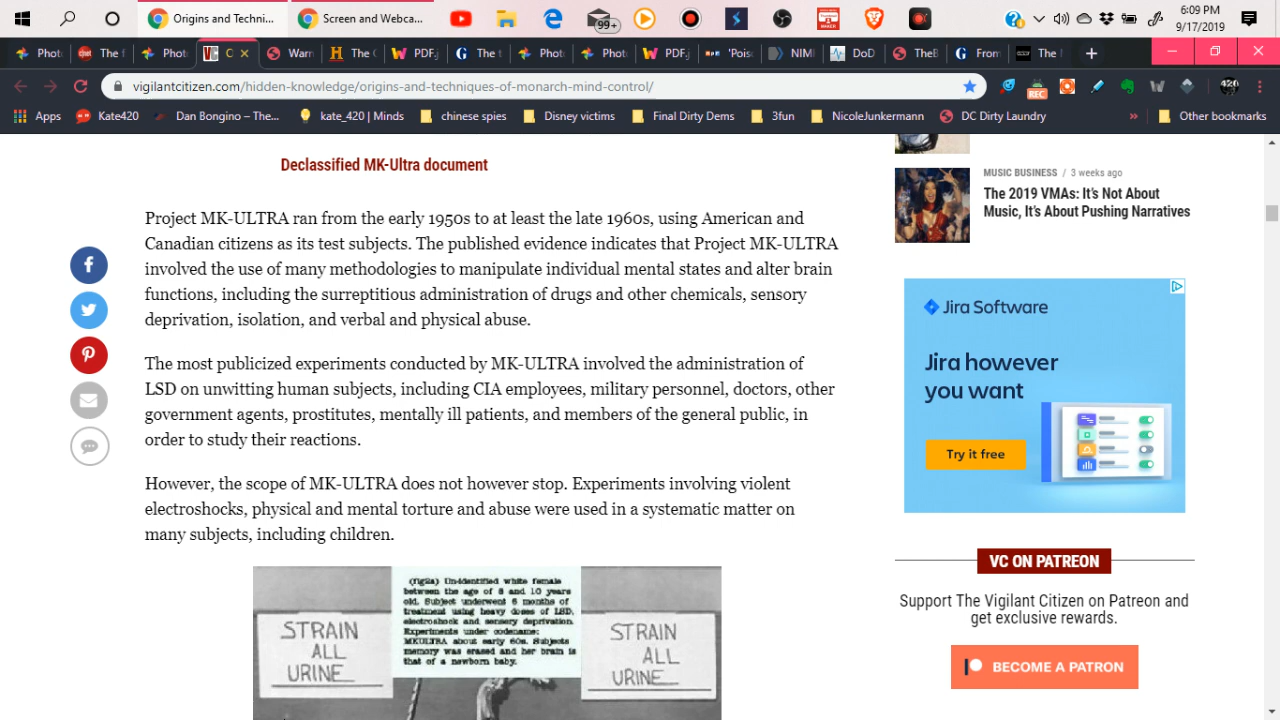 Origins and Techni...
Screen and Webca...
99+
6:09 PM
9/17/2019
Phot
The f
Phot
C
Warn
The C
PDF.j
The t
Phot
Phot
PDF.j
'Pois
NIM
DoD
TheB
From
The
REC
vigilantcitizen.com/hidden-knowledge/origins-and-techniques-of-monarch-mind-control/
Apps
Kate420
Dan Bongino – The...
kate_420 | Minds
chinese spies
Disney victims
Final Dirty Dems
3fun
NicoleJunkermann
DC Dirty Laundry
»
Other bookmarks
Declassified MK-Ultra document
Project MK-ULTRA ran from the early 1950s to at least the late 1960s, using American and
Canadian citizens as its test subjects. The published evidence indicates that Project MK-ULTRA
involved the use of many methodologies to manipulate individual mental states and alter brain
functions, including the surreptitious administration of drugs and other chemicals, sensory
deprivation, isolation, and verbal and physical abuse.
The most publicized experiments conducted by MK-ULTRA involved the administration of
LSD on unwitting human subjects, including CIA employees, military personnel, doctors, other
government agents, prostitutes, mentally ill patients, and members of the general public, in
order to study their reactions.
However, the scope of MK-ULTRA does not however stop. Experiments involving violent
electroshocks, physical and mental torture and abuse were used in a systematic matter on
many subjects, including children.
STRAIN
ALL
URINE
(fig2a) Unidentified white female
between the age of 8 and 10 years
old. Subject underwent 6 months of
treatment using heavy doses of LSD,
electroshock and sensory deprivation.
Experiments under codename:
MKULTRA about early 60s. Subjects
memory was erased and her brain is
that of a newborn baby.
STRAIN
ALL
URINE
MUSIC BUSINESS / 3 weeks ago
The 2019 VMAs: It's Not About
Music, It's About Pushing Narratives
Jira Software
Jira however
you want
Try it free
VC ON PATREON
Support The Vigilant Citizen on Patreon and
get exclusive rewards.
BECOME A PATRON